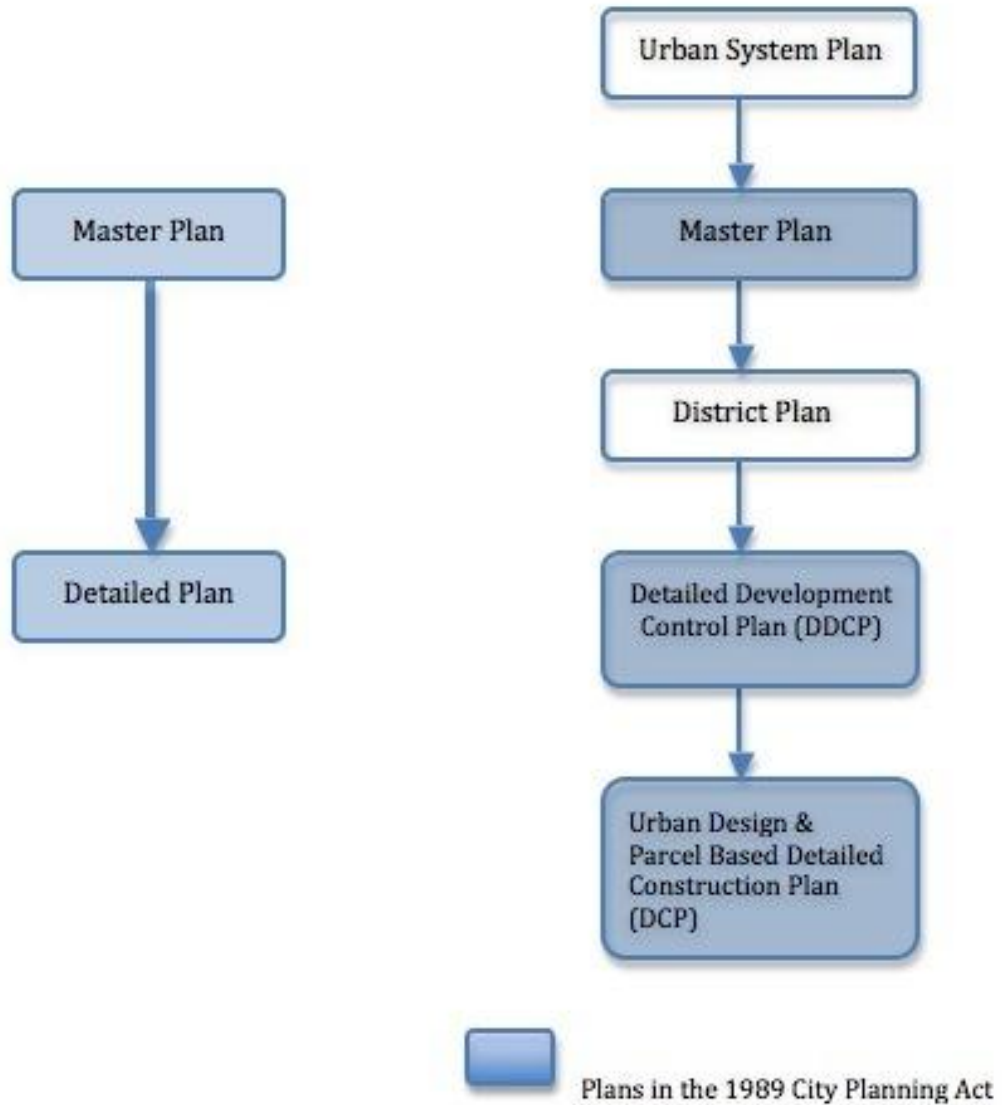 Master Plan
Detailed Plan
Urban System Plan
Master Plan
District Plan
Detailed Development
Control Plan (DDCP)
Urban Design &
Parcel Based Detailed
Construction Plan
(DCP)
Plans in the 1989 City Planning Act